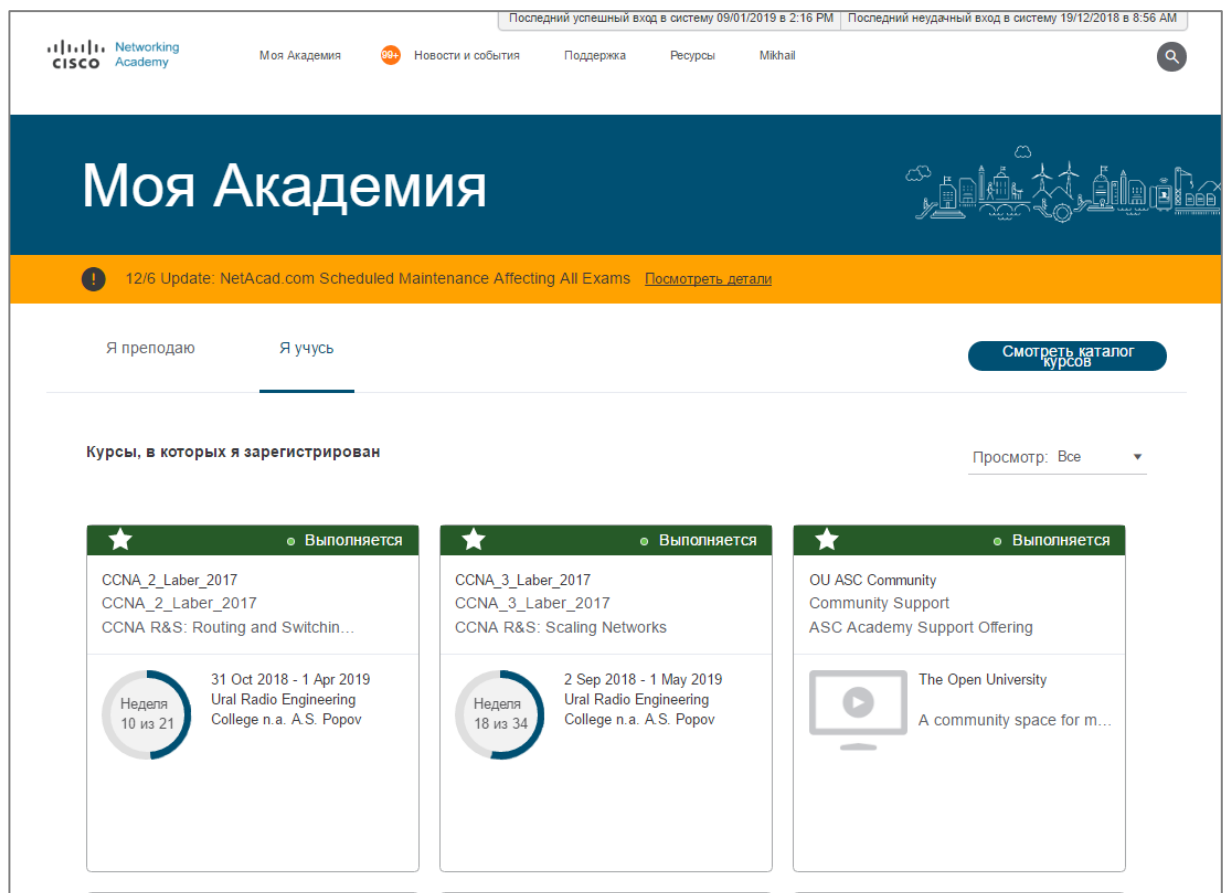 Последний успешный вход в систему 09/01/2019 в 2:16 PM Последний неудачный вход в систему 19/12/2018 в 8:56 AM
CISCO Networking Academy
Моя Академия 99+ Новости и события Поддержка Ресурсы Mikhail
Моя Академия
! 12/6 Update: NetAcad.com Scheduled Maintenance Affecting All Exams Посмотреть детали
Я преподаю Я учусь
Смотреть каталог
курсов
Курсы, в которых я зарегистрирован
Просмотр: Все
Выполняется
CCNA_2_Laber_2017
CCNA_2_Laber_2017
CCNA R&S: Routing and Switchin...
Неделя
10 из 21
31 Oct 2018 - 1 Apr 2019
Ural Radio Engineering
College n.a. A.S. Popov
Выполняется
CCNA_3_Laber_2017
CCNA_3_Laber_2017
CCNA R&S: Scaling Networks
Неделя
18 из 34
2 Sep 2018 - 1 May 2019
Ural Radio Engineering
College n.a. A.S. Popov
Выполняется
OU ASC Community
Community Support
ASC Academy Support Offering
The Open University
A community space for m...